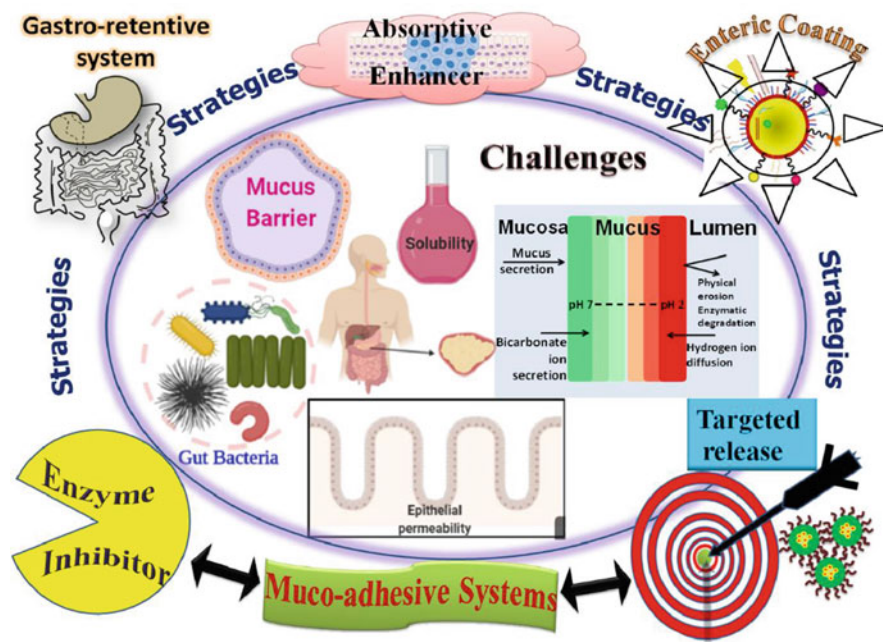 Gastro-retentive
system
Strategies
Absorptive
Enhancer
Strategies
Enteric Coating
Challenges
Mucus
Barrier
Solubility
Mucosa
Mucus
Lumen
Mucus
secretion
Physical
erosion
Enzymatic
degradation
pH 7
pH 2
Bicarbonate
ion
secretion
Hydrogen ion
diffusion
Strategies
Strategies
Gut Bacteria
Epithelial
permeability
Targeted
release
Enzyme
Inhibitor
Muco-adhesive Systems